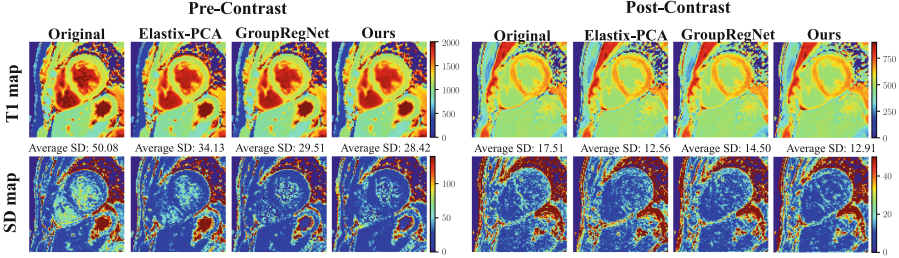 Pre-Contrast
Post-Contrast
Original Elastix-PCA GroupRegNet Ours
Original Elastix-PCA GroupRegNet Ours
T1 map
2000
1500
1000
500
0
750
500
250
0
Average SD: 50.08 Average SD: 34.13 Average SD: 29.51 Average SD: 28.42
Average SD: 17.51 Average SD: 12.56 Average SD: 14.50 Average SD: 12.91
SD map
100
50
0
40
20
0